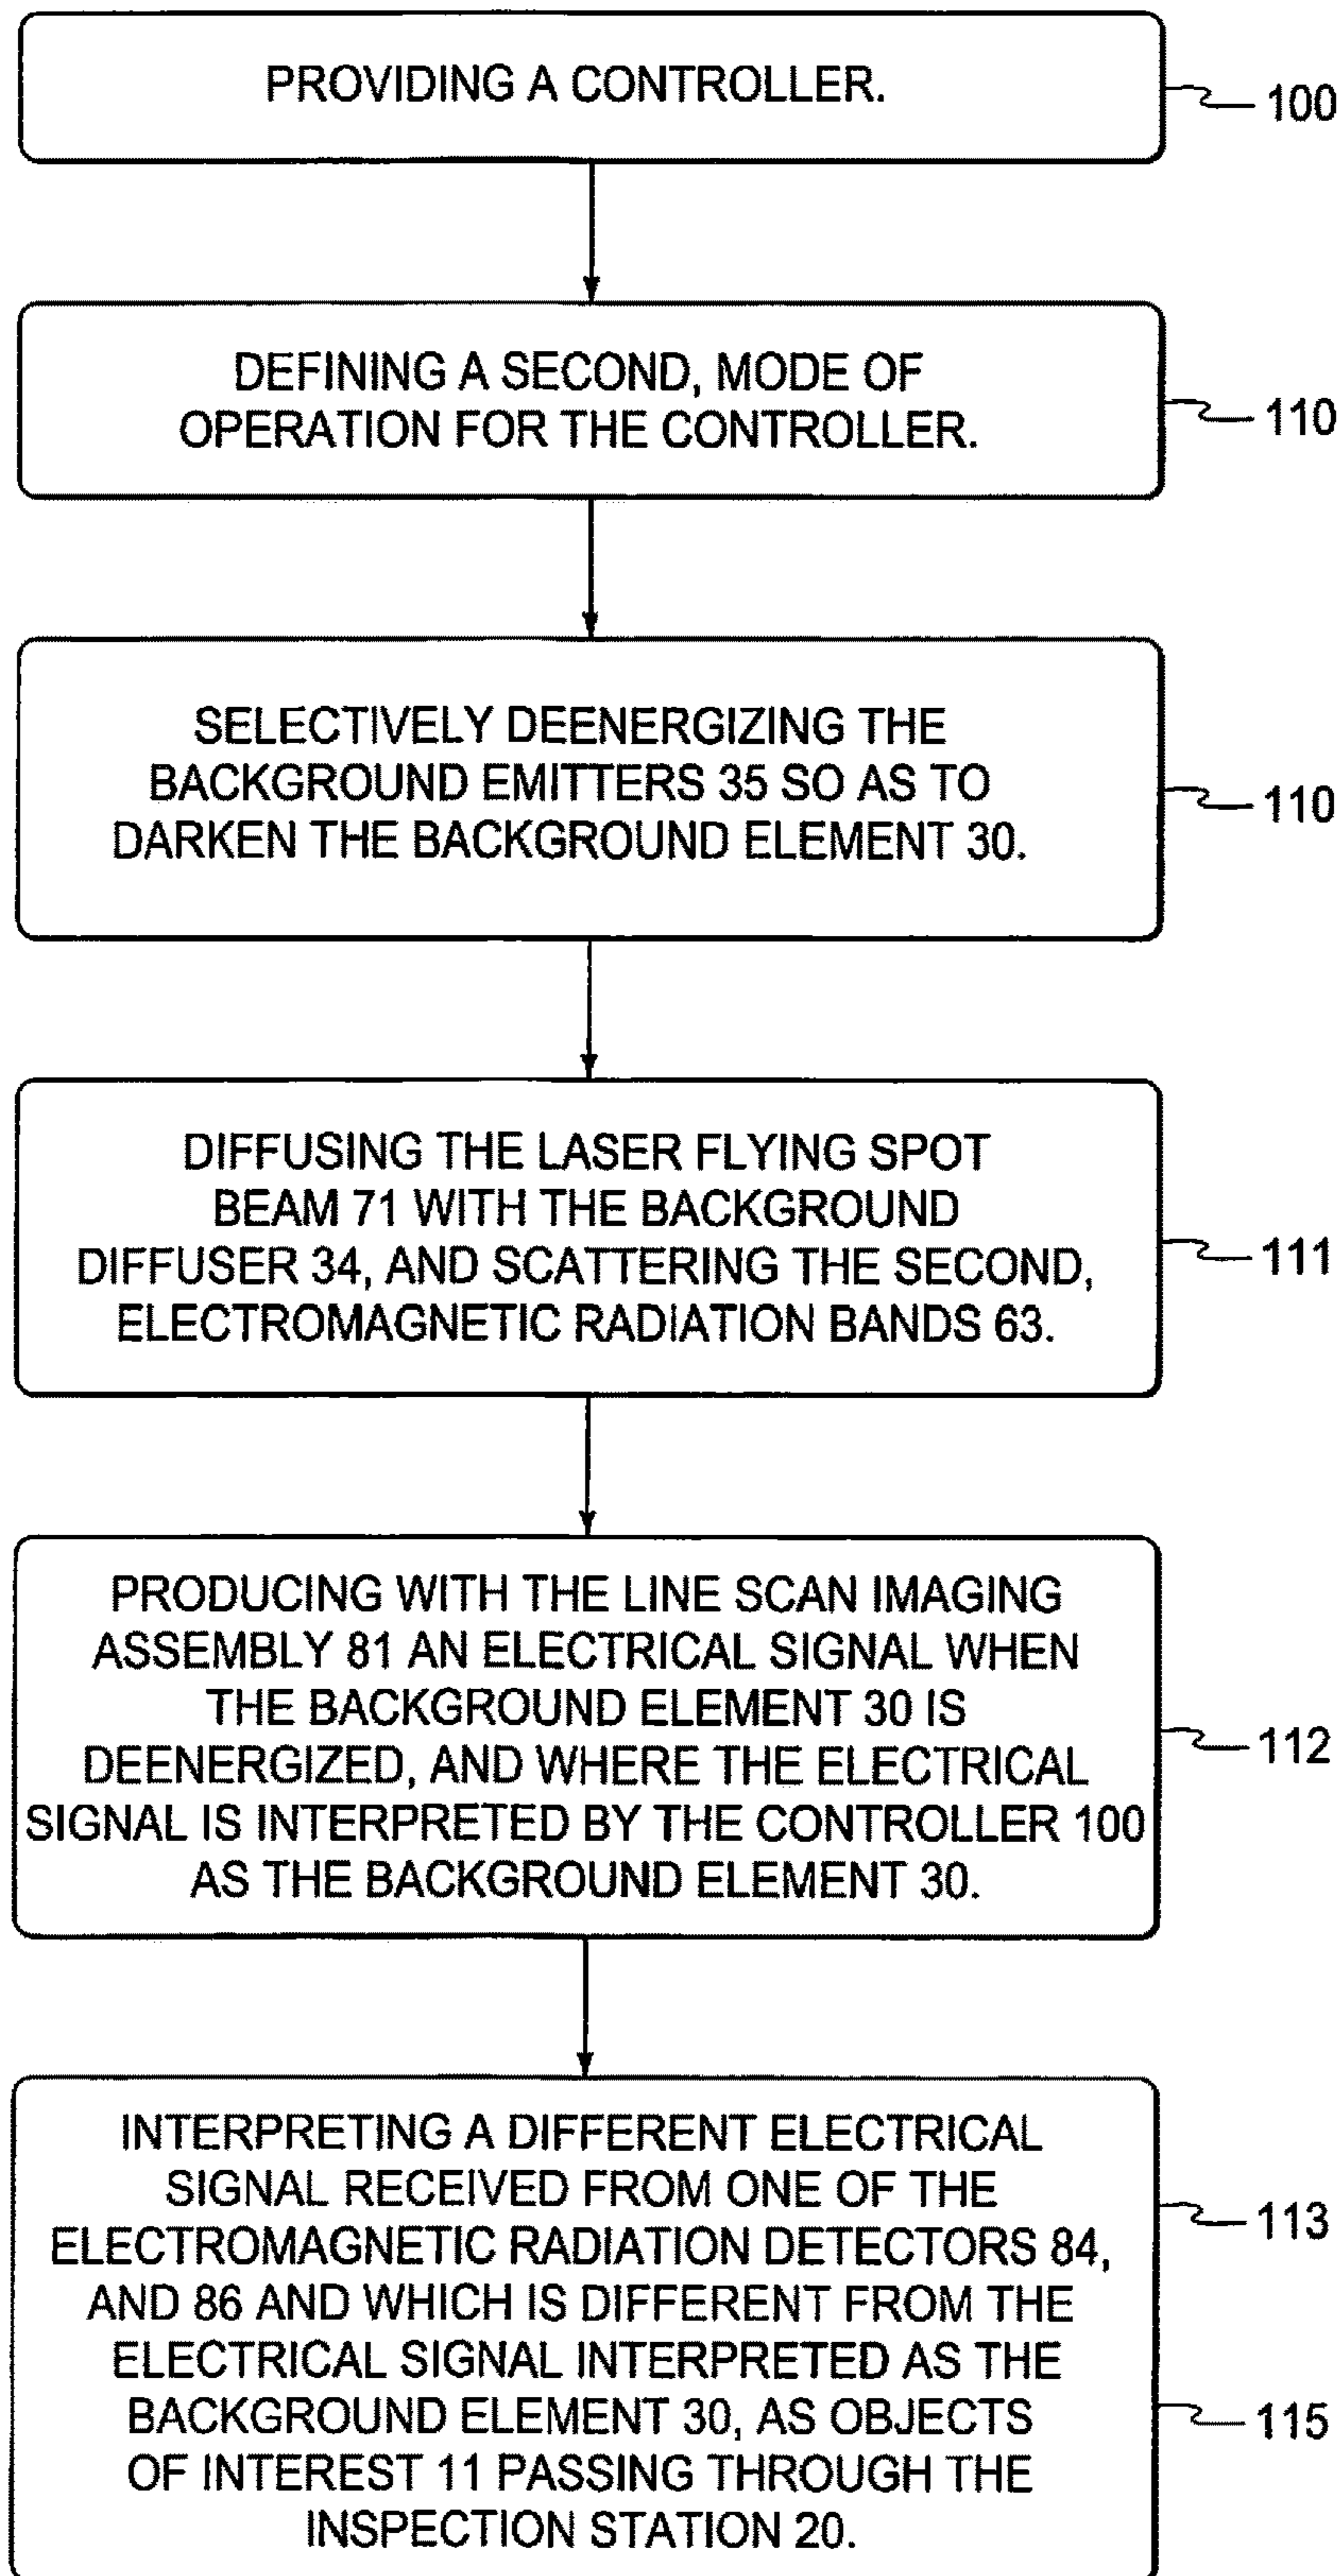 PROVIDING A CONTROLLER.
100
DEFINING A SECOND, MODE OF
OPERATION FOR THE CONTROLLER.
110
SELECTIVELY DEENERGIZING THE
BACKGROUND EMITTERS 35 SO AS TO
DARKEN THE BACKGROUND ELEMENT 30.
110
DIFFUSING THE LASER FLYING SPOT
BEAM 71 WITH THE BACKGROUND
DIFFUSER 34, AND SCATTERING THE SECOND,
ELECTROMAGNETIC RADIATION BANDS 63.
111
PRODUCING WITH THE LINE SCAN IMAGING
ASSEMBLY 81 AN ELECTRICAL SIGNAL WHEN
THE BACKGROUND ELEMENT 30 IS
DEENERGIZED, AND WHERE THE ELECTRICAL
SIGNAL IS INTERPRETED BY THE CONTROLLER 100
AS THE BACKGROUND ELEMENT 30.
112
INTERPRETING A DIFFERENT ELECTRICAL
SIGNAL RECEIVED FROM ONE OF THE
ELECTROMAGNETIC RADIATION DETECTORS 84,
AND 86 AND WHICH IS DIFFERENT FROM THE
ELECTRICAL SIGNAL INTERPRETED AS THE
BACKGROUND ELEMENT 30, AS OBJECTS
OF INTEREST 11 PASSING THROUGH THE
INSPECTION STATION 20.
113
115